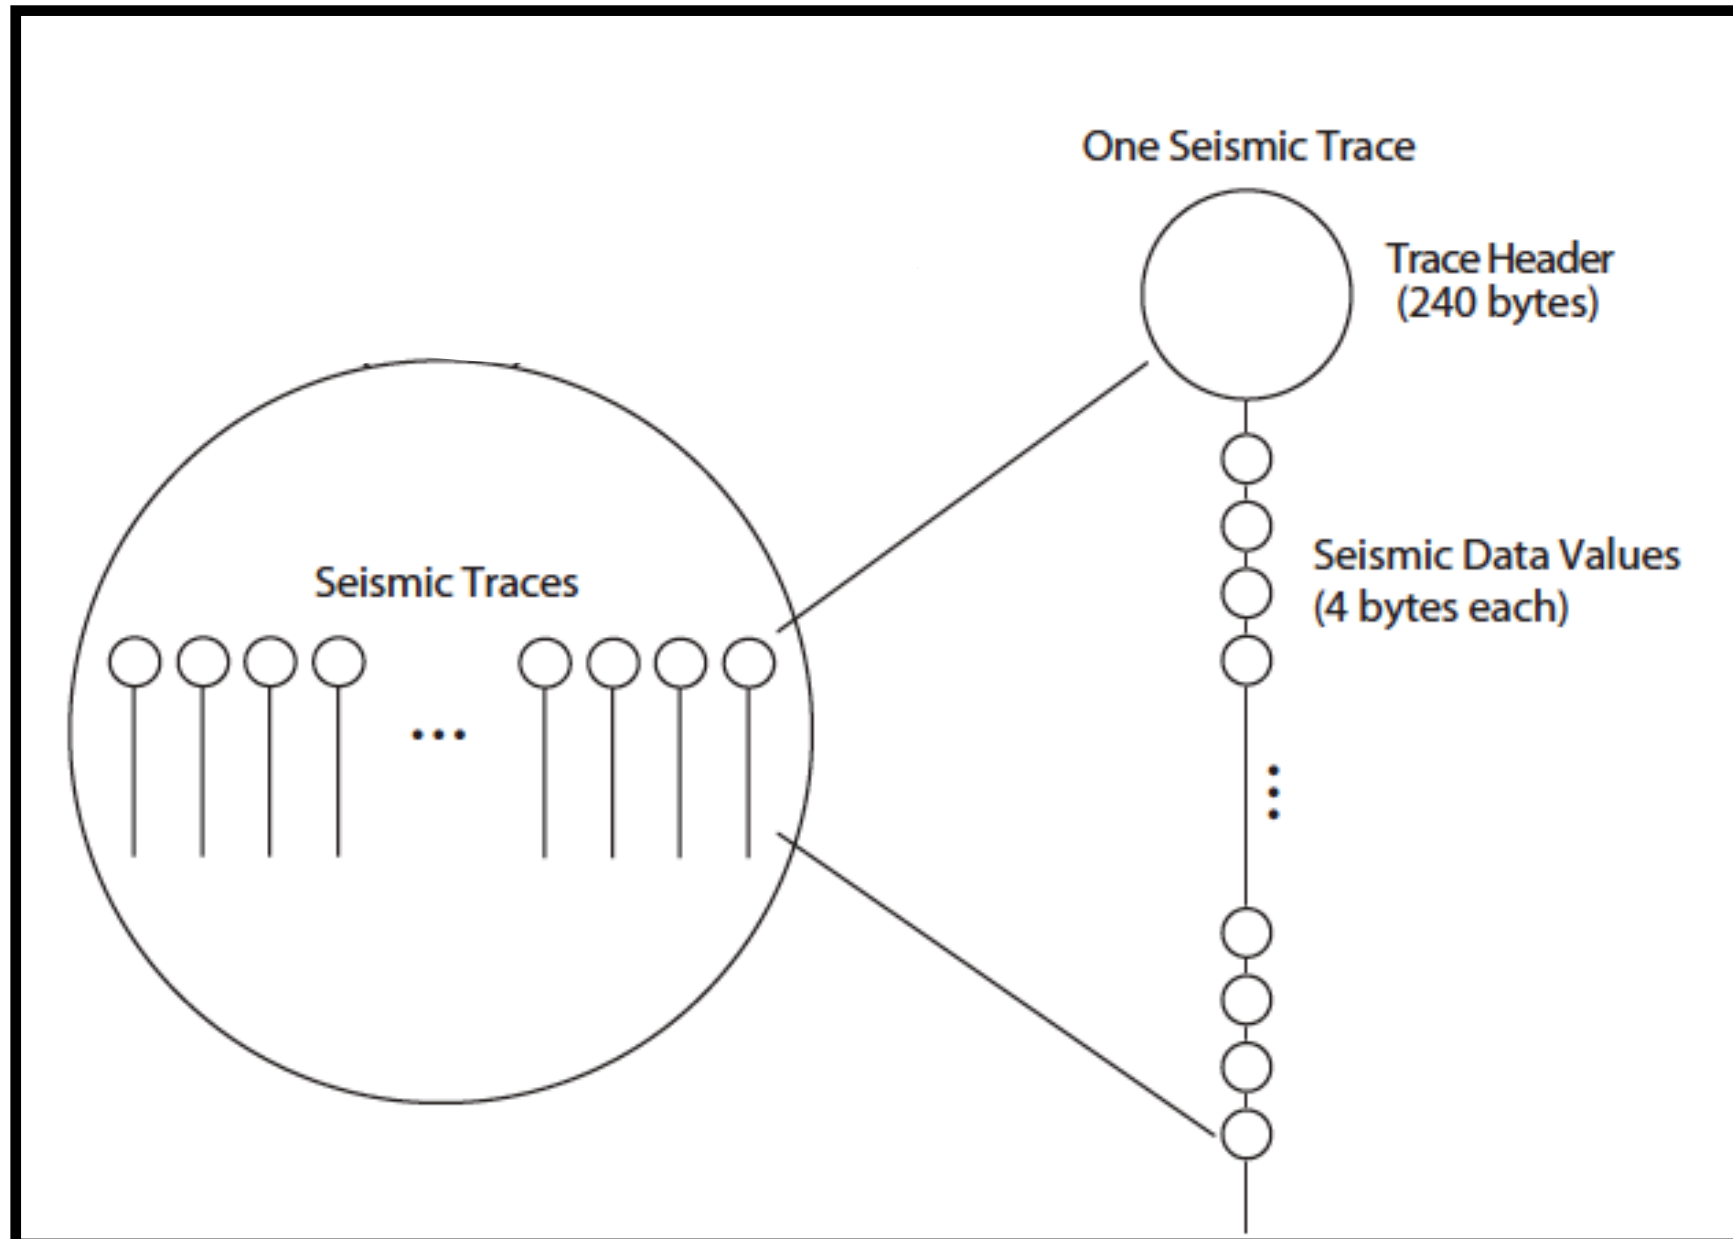 One Seismic Trace
Trace Header
(240 bytes)
Seismic Data Values
(4 bytes each)
Seismic Traces
...
...